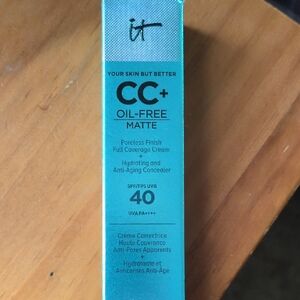 it
YOUR SKIN BUT BETTER
CC+
OIL-FREE
MATTE
Poreless Finish
Full Coverage Cream
+
Hydrating and
Anti-Aging Concealer
SPF/FPS UVB
40
UVA/PA++++
Crème Correctrice
Haute Couvrance
Anti-Pores Apparents
+
Hydratante et
Anticernes Anti-Âge